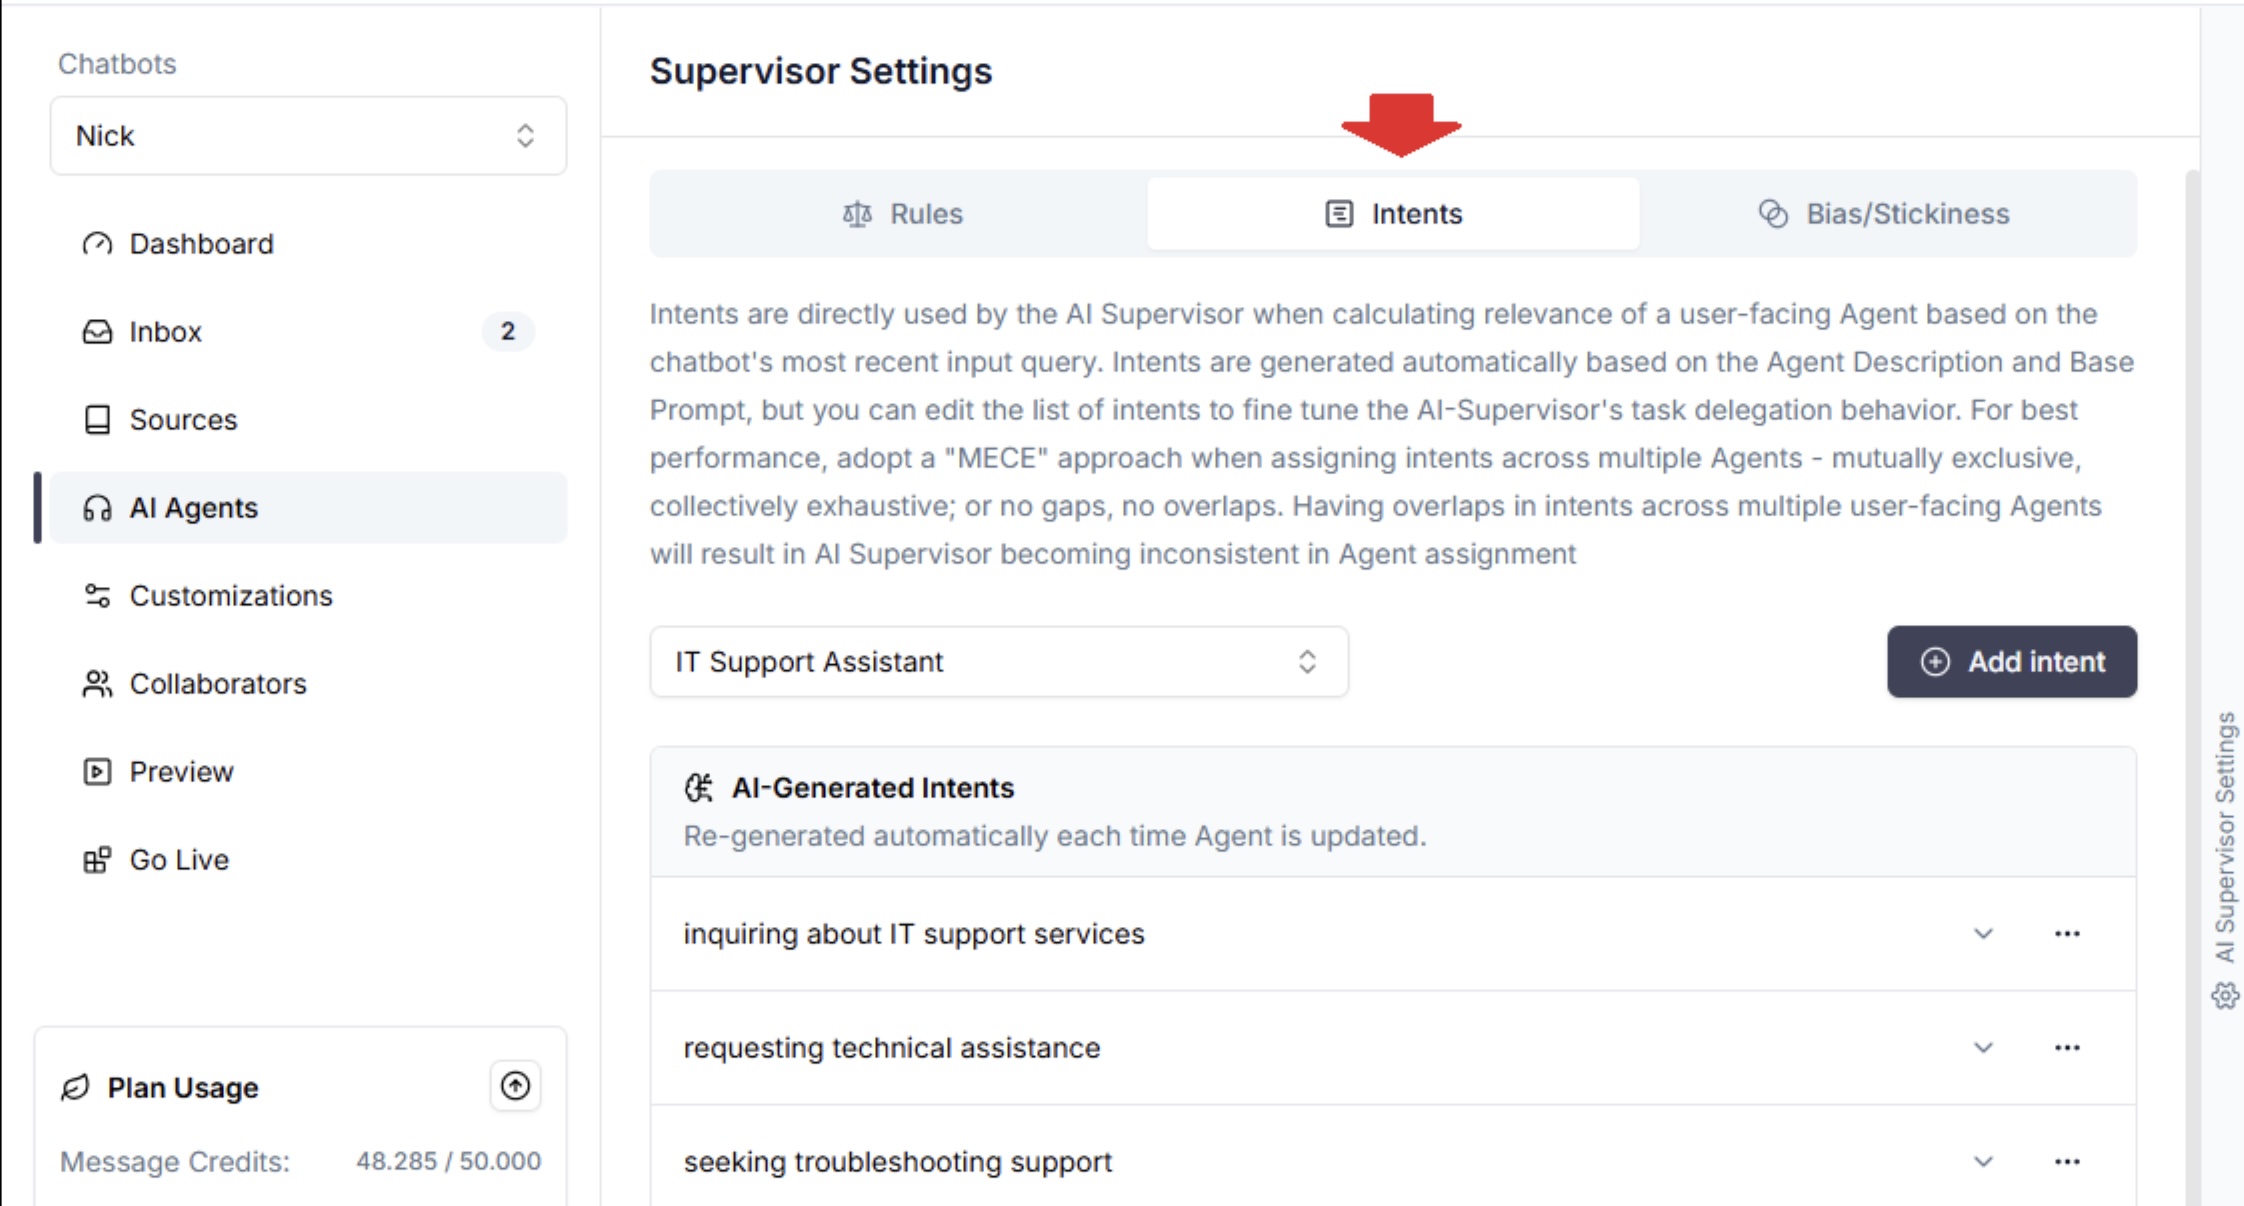 Chatbots
Nick
Dashboard
Inbox
2
Sources
AI Agents
Customizations
Collaborators
Preview
Go Live
Plan Usage
Message Credits:
48.285 / 50.000
Supervisor Settings
Rules
Intents
Bias/Stickiness
Intents are directly used by the AI Supervisor when calculating relevance of a user-facing Agent based on the
chatbot's most recent input query. Intents are generated automatically based on the Agent Description and Base
Prompt, but you can edit the list of intents to fine tune the AI-Supervisor's task delegation behavior. For best
performance, adopt a "MECE" approach when assigning intents across multiple Agents - mutually exclusive,
collectively exhaustive; or no gaps, no overlaps. Having overlaps in intents across multiple user-facing Agents
will result in AI Supervisor becoming inconsistent in Agent assignment
IT Support Assistant
Add intent
AI-Generated Intents
Re-generated automatically each time Agent is updated.
inquiring about IT support services
requesting technical assistance
seeking troubleshooting support
AI Supervisor Settings